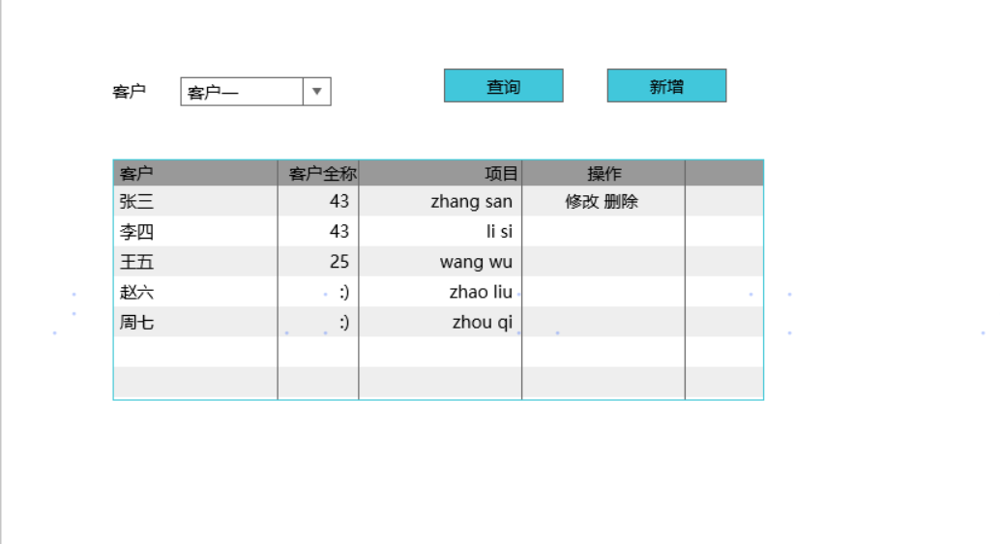 客户 客户一 查询 新增
客户 客户全称 项目 操作
张三 43 zhang san 修改 删除
李四 43 li si
王五 25 wang wu
赵六 :) zhao liu
周七 :) zhou qi